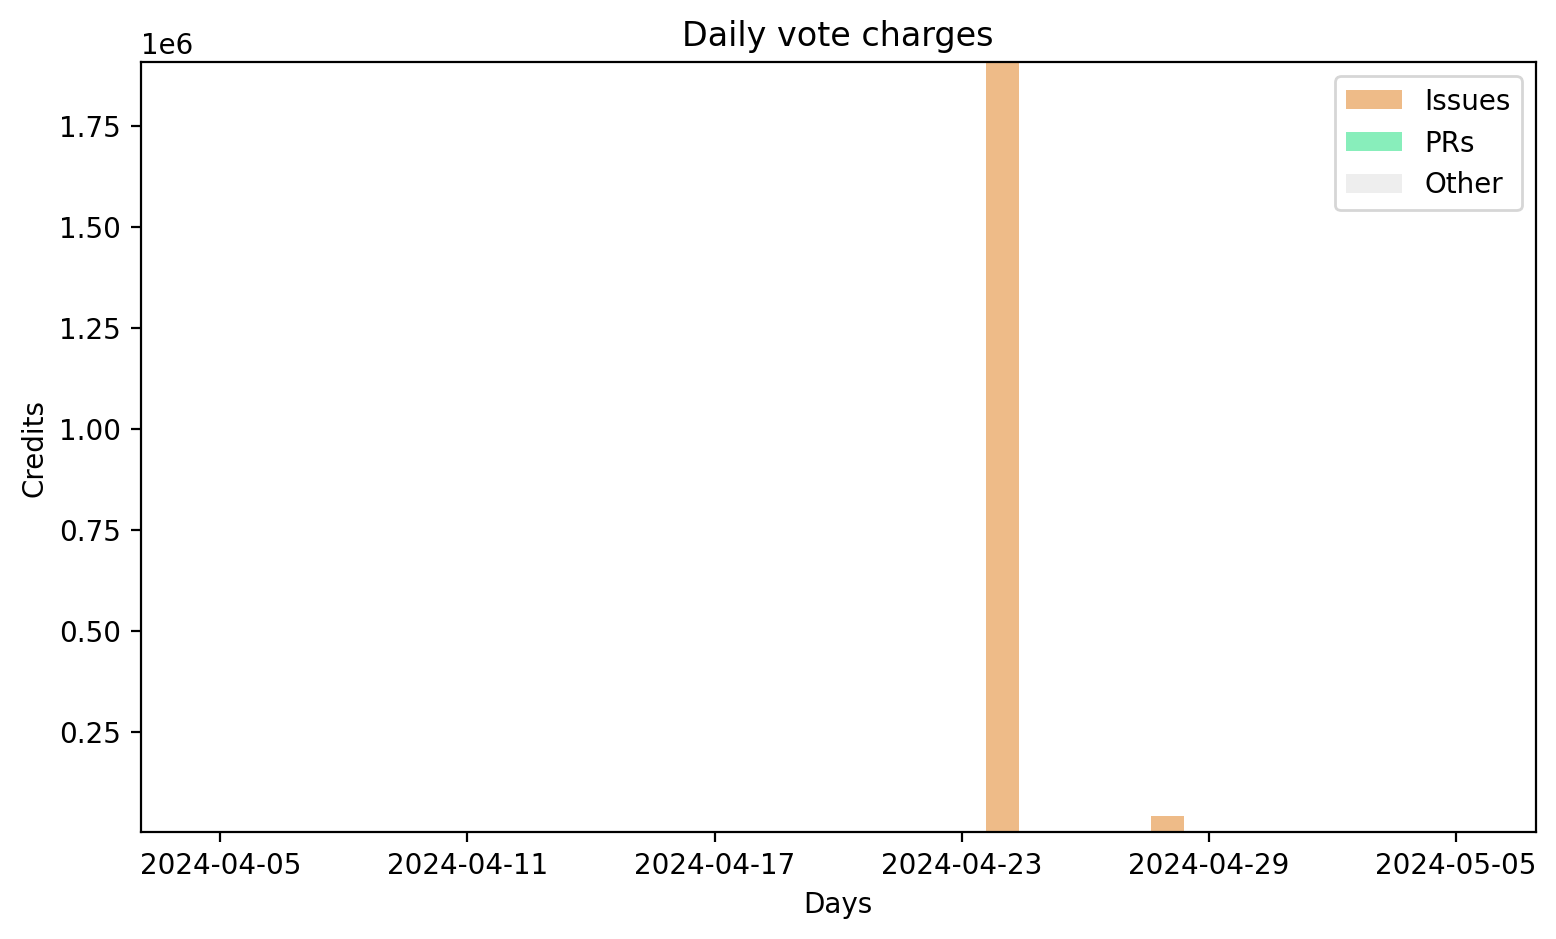 Daily vote charges
1e6
Issues
PRs
Other
1.75
1.50
1.25
1.00
0.75
0.50
0.25
Credits
2024-04-05 2024-04-11 2024-04-17 2024-04-23 2024-04-29 2024-05-05
Days